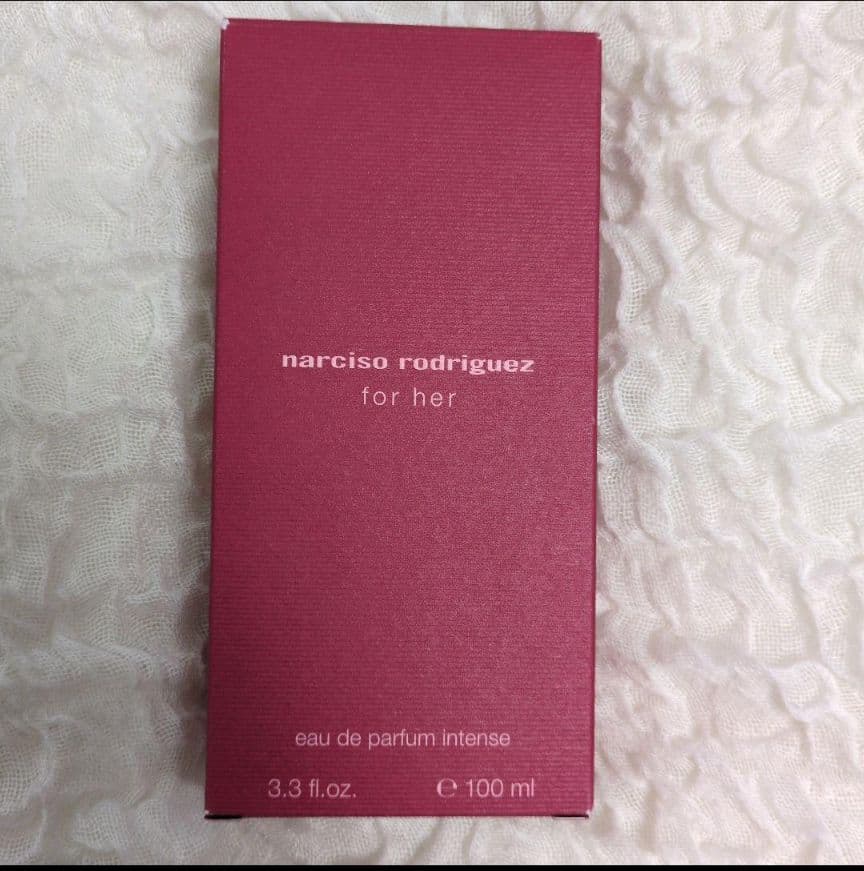 narciso rodriguez
for her
eau de parfum intense
3.3 fl.oz. ℮ 100 ml